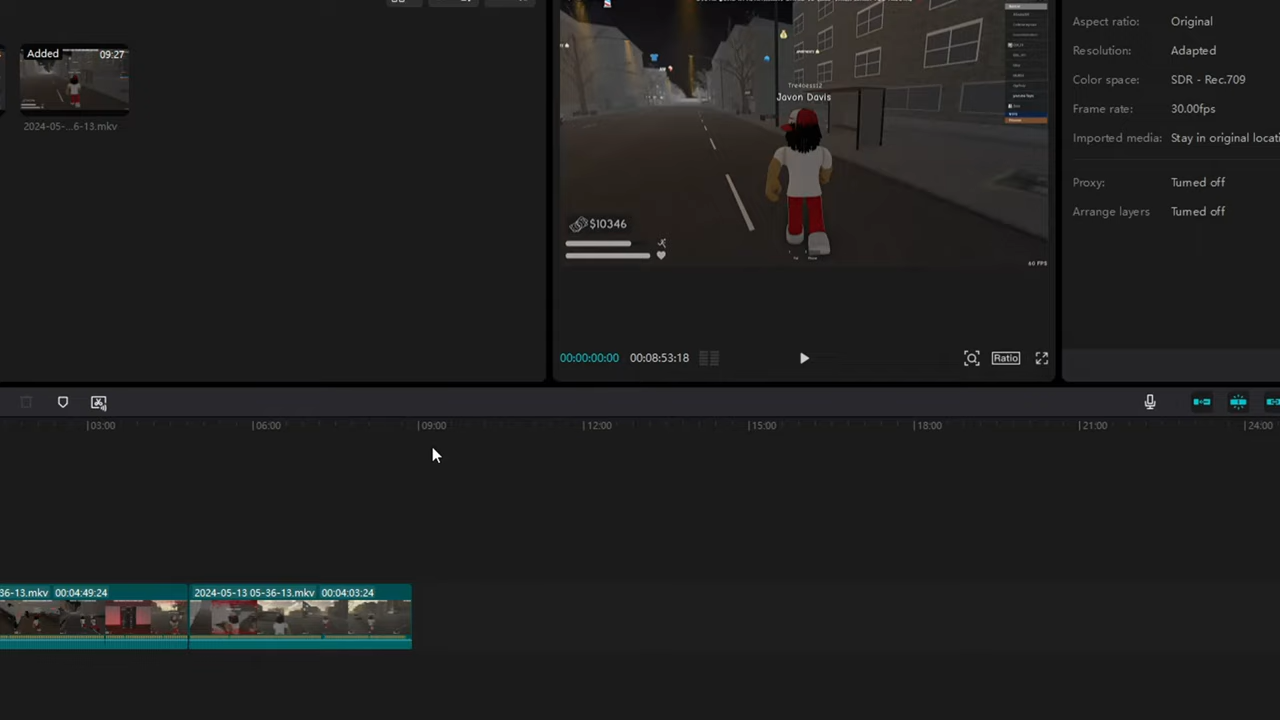 Added
09:27
2024-05-...6-13.mkv
Tre4Dessi2
Javon Davis
$10346
60 FPS
00:00:00:00
00:08:53:18
Ratio
Aspect ratio: Original
Resolution: Adapted
Color space: SDR - Rec.709
Frame rate: 30.00fps
Imported media: Stay in original locati
Proxy: Turned off
Arrange layers Turned off
03:00
06:00
09:00
12:00
15:00
18:00
21:00
24:00
36-13.mkv 00:04:49:24
2024-05-13 05-36-13.mkv 00:04:03:24